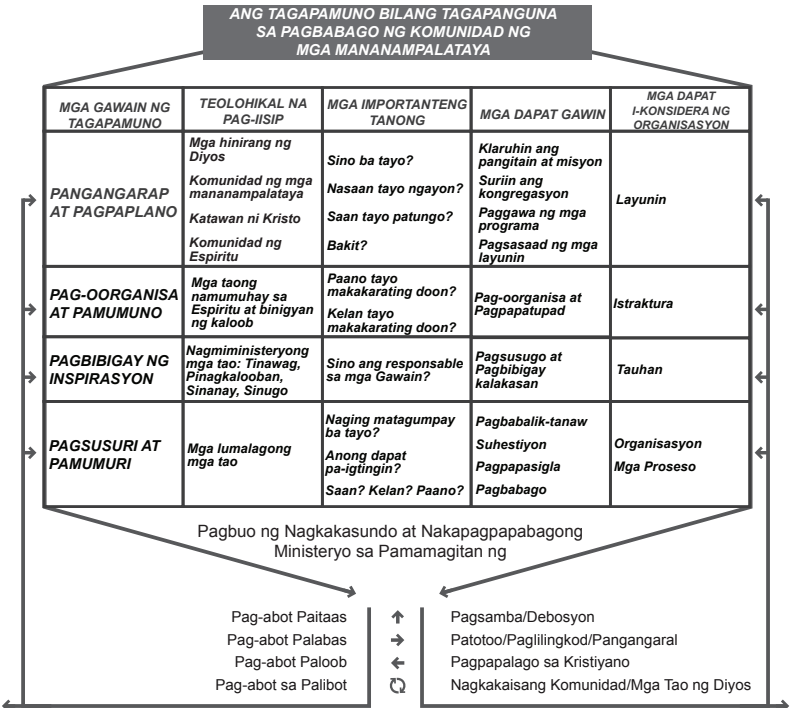 ANG TAGAPAMUNO BILANG TAGAPANGUNA
SA PAGBABAGO NG KOMUNIDAD NG
MGA MANANAMPALATAYA
MGA GAWAIN NG
TAGAPAMUNO
TEOLOHIKAL NA
PAG-IISIP
MGA IMPORTANTENG
TANONG
MGA DAPAT GAWIN
MGA DAPAT
I-KONSIDERA NG
ORGANISASYON
PANGANGARAP
AT PAGPAPLANO
Mga hinirang ng
Diyos
Komunidad ng mga
mananampalataya
Katawan ni Kristo
Komunidad ng
Espiritu
Sino ba tayo?
Nasaan tayo ngayon?
Saan tayo patungo?
Bakit?
Klaruhin ang
pangitain at misyon
Suriin ang
kongregasyon
Paggawa ng mga
programa
Pagsasaad ng mga
layunin
Layunin
PAG-OORGANISA
AT PAMUMUNO
Mga taong
namumuhay sa
Espiritu at binigyan
ng kaloob
Paano tayo
makakarating doon?
Kelan tayo
makakarating doon?
Pag-oorganisa at
Pagpapatupad
Istraktura
PAGBIBIGAY NG
INSPIRASYON
Nagmiministeryong
mga tao: Tinawag,
Pinagkalooban,
Sinanay, Sinugo
Sino ang responsable
sa mga Gawain?
Pagsusugo at
Pagbibigay
kalakasan
Tauhan
PAGSUSURI AT
PAMUMURI
Mga lumalagong
mga tao
Naging matagumpay
ba tayo?
Anong dapat
pa-igtingin?
Saan? Kelan? Paano?
Pagbabalik-tanaw
Suhestiyon
Pagpapasigla
Pagbabago
Organisasyon
Mga Proseso
Pagbuo ng Nagkakasundo at Nakapagpapabagong
Ministeryo sa Pamamagitan ng
Pag-abot Paitaas
Pagsamba/Debosyon
Pag-abot Palabas
Patotoo/Paglilingkod/Pangangaral
Pag-abot Paloob
Pagpapalago sa Kristiyano
Pag-abot sa Palibot
Nagkakaisang Komunidad/Mga Tao ng Diyos